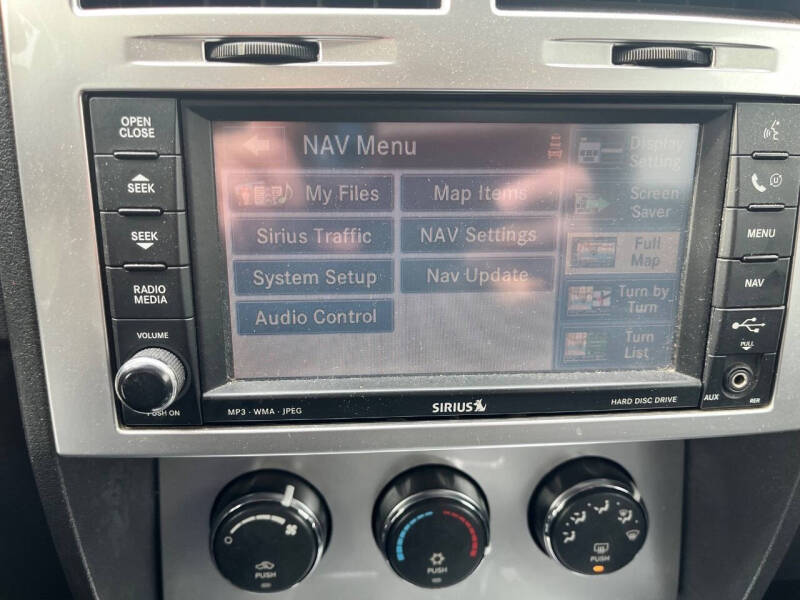 OPEN
CLOSE
SEEK
SEEK
RADIO
MEDIA
VOLUME
PUSH ON
NAV Menu
My Files
Map Items
Sirius Traffic
NAV Settings
System Setup
Nav Update
Audio Control
Display
Setting
Screen
Saver
Full
Map
Turn by
Turn
Turn
List
MENU
NAV
PULL
AUX
RER
MP3 · WMA · JPEG
SIRIUS
HARD DISC DRIVE
PUSH
PUSH
PUSH